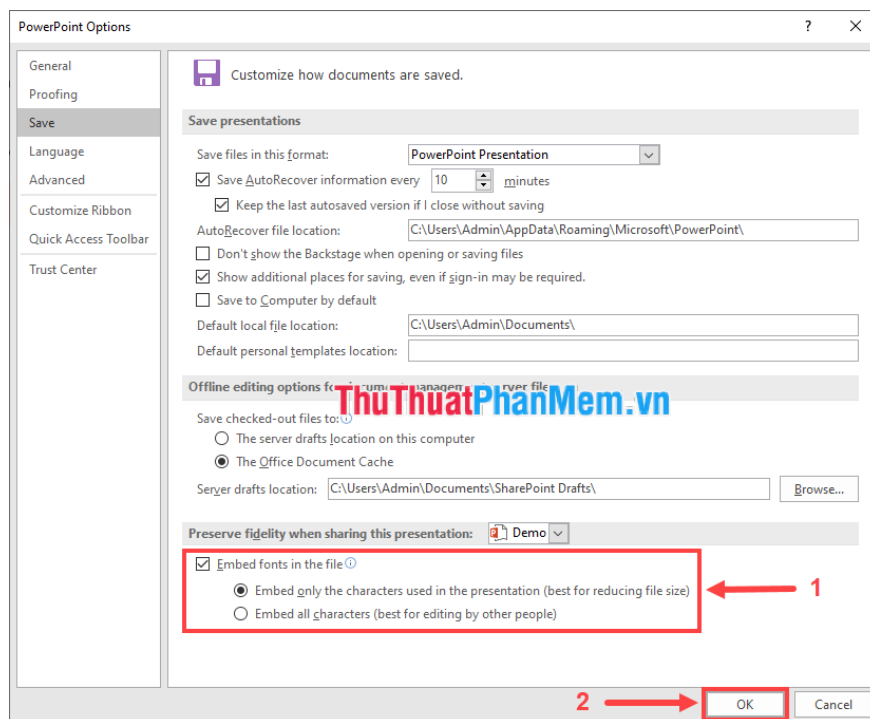 PowerPoint Options
?
General
Proofing
Save
Language
Advanced
Customize Ribbon
Quick Access Toolbar
Trust Center
Customize how documents are saved.
Save presentations
Save files in this format: PowerPoint Presentation
Save AutoRecover information every 10 minutes
Keep the last autosaved version if I close without saving
AutoRecover file location: C:\Users\Admin\AppData\Roaming\Microsoft\PowerPoint\
Don't show the Backstage when opening or saving files
Show additional places for saving, even if sign-in may be required.
Save to Computer by default
Default local file location: C:\Users\Admin\Documents\
Default personal templates location:
Offline editing options for document management server files
ThuThuatPhanMem.vn
Save checked-out files to:
The server drafts location on this computer
The Office Document Cache
Server drafts location: C:\Users\Admin\Documents\SharePoint Drafts\ Browse...
Preserve fidelity when sharing this presentation: Demo
Embed fonts in the file
Embed only the characters used in the presentation (best for reducing file size) 1
Embed all characters (best for editing by other people)
2 OK Cancel